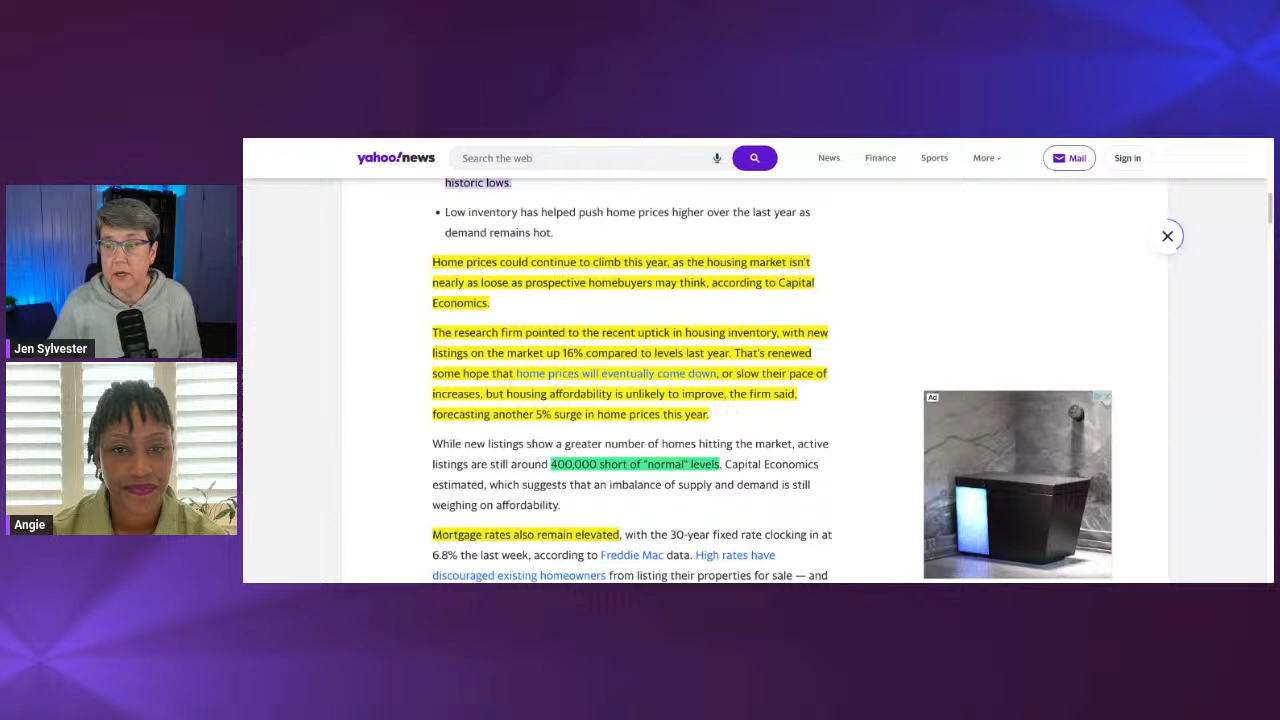 yahoo!news
Search the web
News
Finance
Sports
More
Mail
Sign in
historic lows.
• Low inventory has helped push home prices higher over the last year as
demand remains hot.
Home prices could continue to climb this year, as the housing market isn't
nearly as loose as prospective homebuyers may think, according to Capital
Economics.
The research firm pointed to the recent uptick in housing inventory, with new
listings on the market up 16% compared to levels last year. That's renewed
some hope that home prices will eventually come down, or slow their pace of
increases, but housing affordability is unlikely to improve, the firm said,
forecasting another 5% surge in home prices this year.
While new listings show a greater number of homes hitting the market, active
listings are still around 400,000 short of "normal" levels, Capital Economics
estimated, which suggests that an imbalance of supply and demand is still
weighing on affordability.
Mortgage rates also remain elevated, with the 30-year fixed rate clocking in at
6.8% the last week, according to Freddie Mac data. High rates have
discouraged existing homeowners from listing their properties for sale — and
Ad
Jen Sylvester
Angie